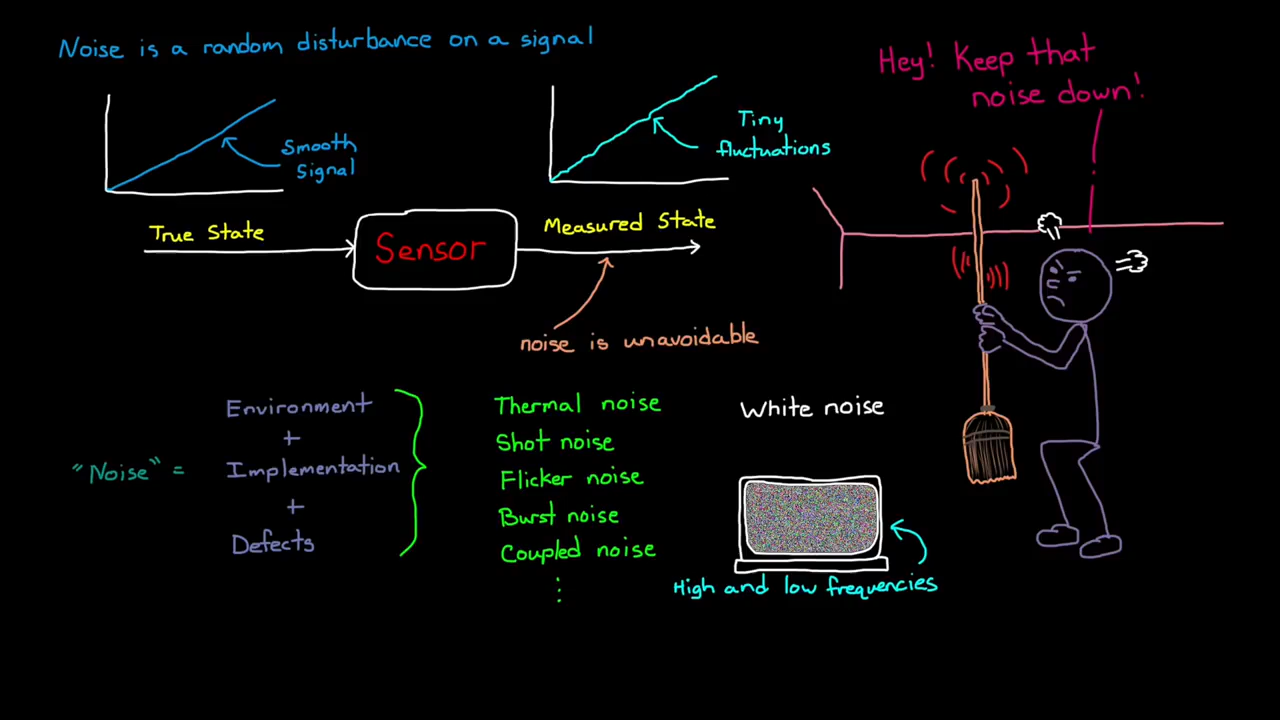 Noise is a random disturbance on a signal
Hey! Keep that
noise down!
Smooth
Signal
Tiny
fluctuations
True State
Sensor
Measured State
noise is unavoidable
"Noise" =
Environment
+
Implementation
+
Defects
Thermal noise
Shot noise
Flicker noise
Burst noise
Coupled noise
⋮
White noise
High and low frequencies